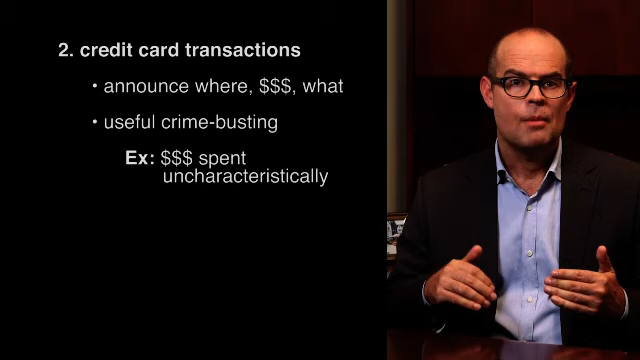 2. credit card transactions
• announce where, $$$, what
• useful crime-busting
Ex: $$$ spent
uncharacteristically